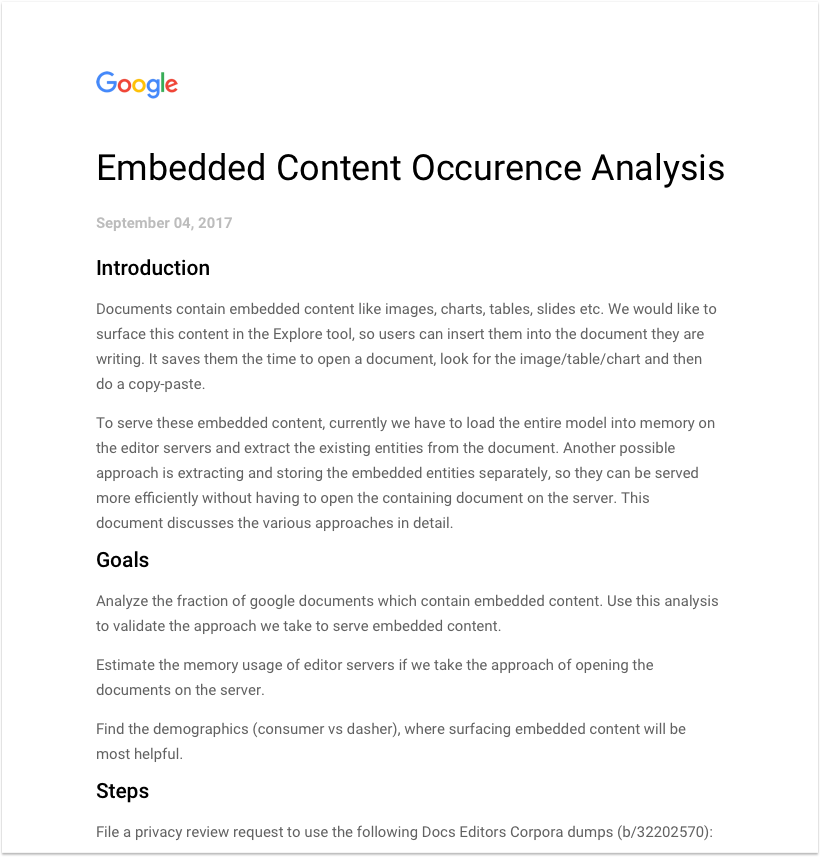 Google
Embedded Content Occurence Analysis
September 04, 2017
Introduction
Documents contain embedded content like images, charts, tables, slides etc. We would like to
surface this content in the Explore tool, so users can insert them into the document they are
writing. It saves them the time to open a document, look for the image/table/chart and then
do a copy-paste.
To serve these embedded content, currently we have to load the entire model into memory on
the editor servers and extract the existing entities from the document. Another possible
approach is extracting and storing the embedded entities separately, so they can be served
more efficiently without having to open the containing document on the server. This
document discusses the various approaches in detail.
Goals
Analyze the fraction of google documents which contain embedded content. Use this analysis
to validate the approach we take to serve embedded content.
Estimate the memory usage of editor servers if we take the approach of opening the
documents on the server.
Find the demographics (consumer vs dasher), where surfacing embedded content will be
most helpful.
Steps
File a privacy review request to use the following Docs Editors Corpora dumps (b/32202570):